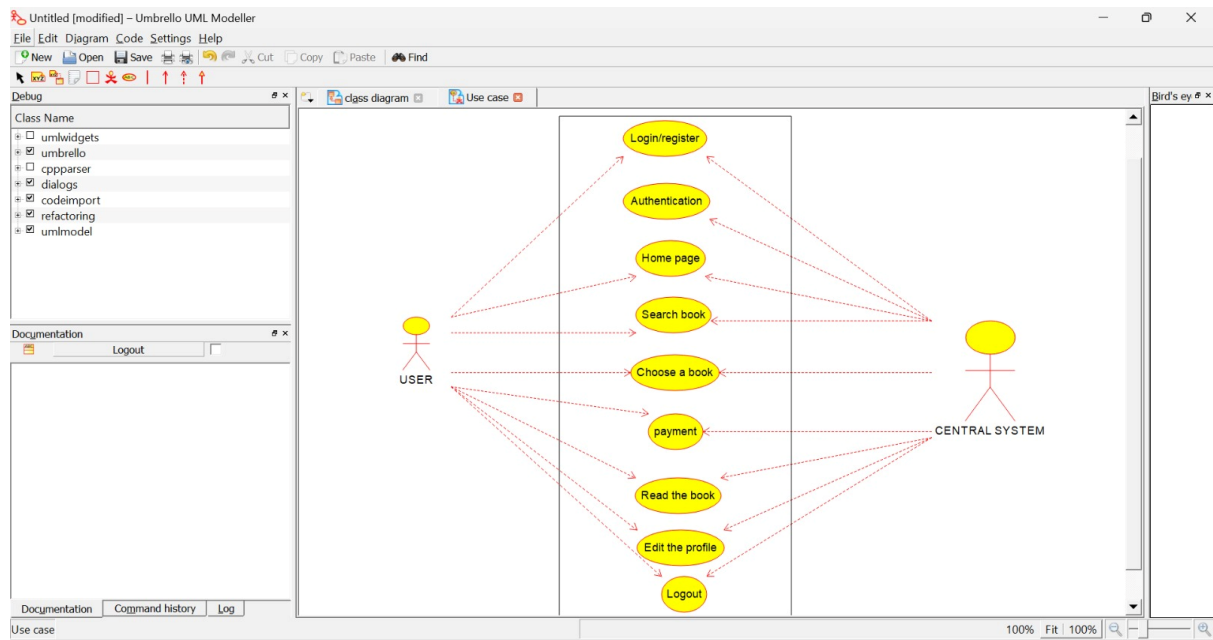 Untitled [modified] – Umbrello UML Modeller
File Edit Diagram Code Settings Help
New Open Save Cut Copy Paste Find
Debug
class diagram Use case
Bird's ey
Class Name
umlwidgets
umbrello
cppparser
dialogs
codeimport
refactoring
umlmodel
Documentation
Logout
Login/register
Authentication
Home page
Search book
Choose a book
payment
Read the book
Edit the profile
Logout
USER
CENTRAL SYSTEM
Documentation Command history Log
Use case
100% Fit 100%